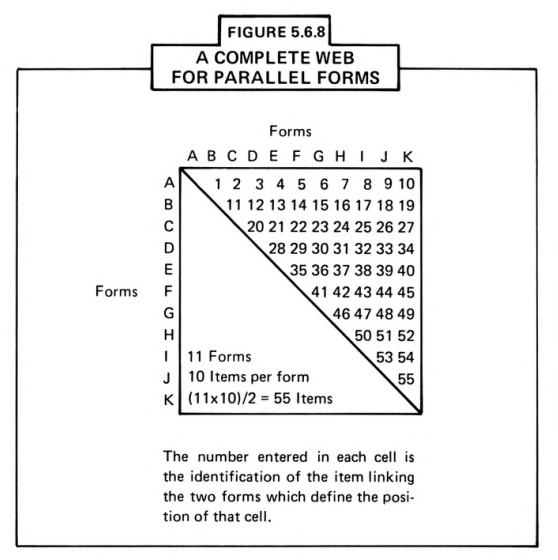 FIGURE 5.6.8
A COMPLETE WEB
FOR PARALLEL FORMS
Forms
A B C D E F G H I J K
A 1 2 3 4 5 6 7 8 9 10
B 11 12 13 14 15 16 17 18 19
C 20 21 22 23 24 25 26 27
D 28 29 30 31 32 33 34
E 35 36 37 38 39 40
Forms F 41 42 43 44 45
G 46 47 48 49
H 50 51 52
I 11 Forms 53 54
J 10 Items per form 55
K (11x10)/2 = 55 Items
The number entered in each cell is
the identification of the item linking
the two forms which define the posi-
tion of that cell.